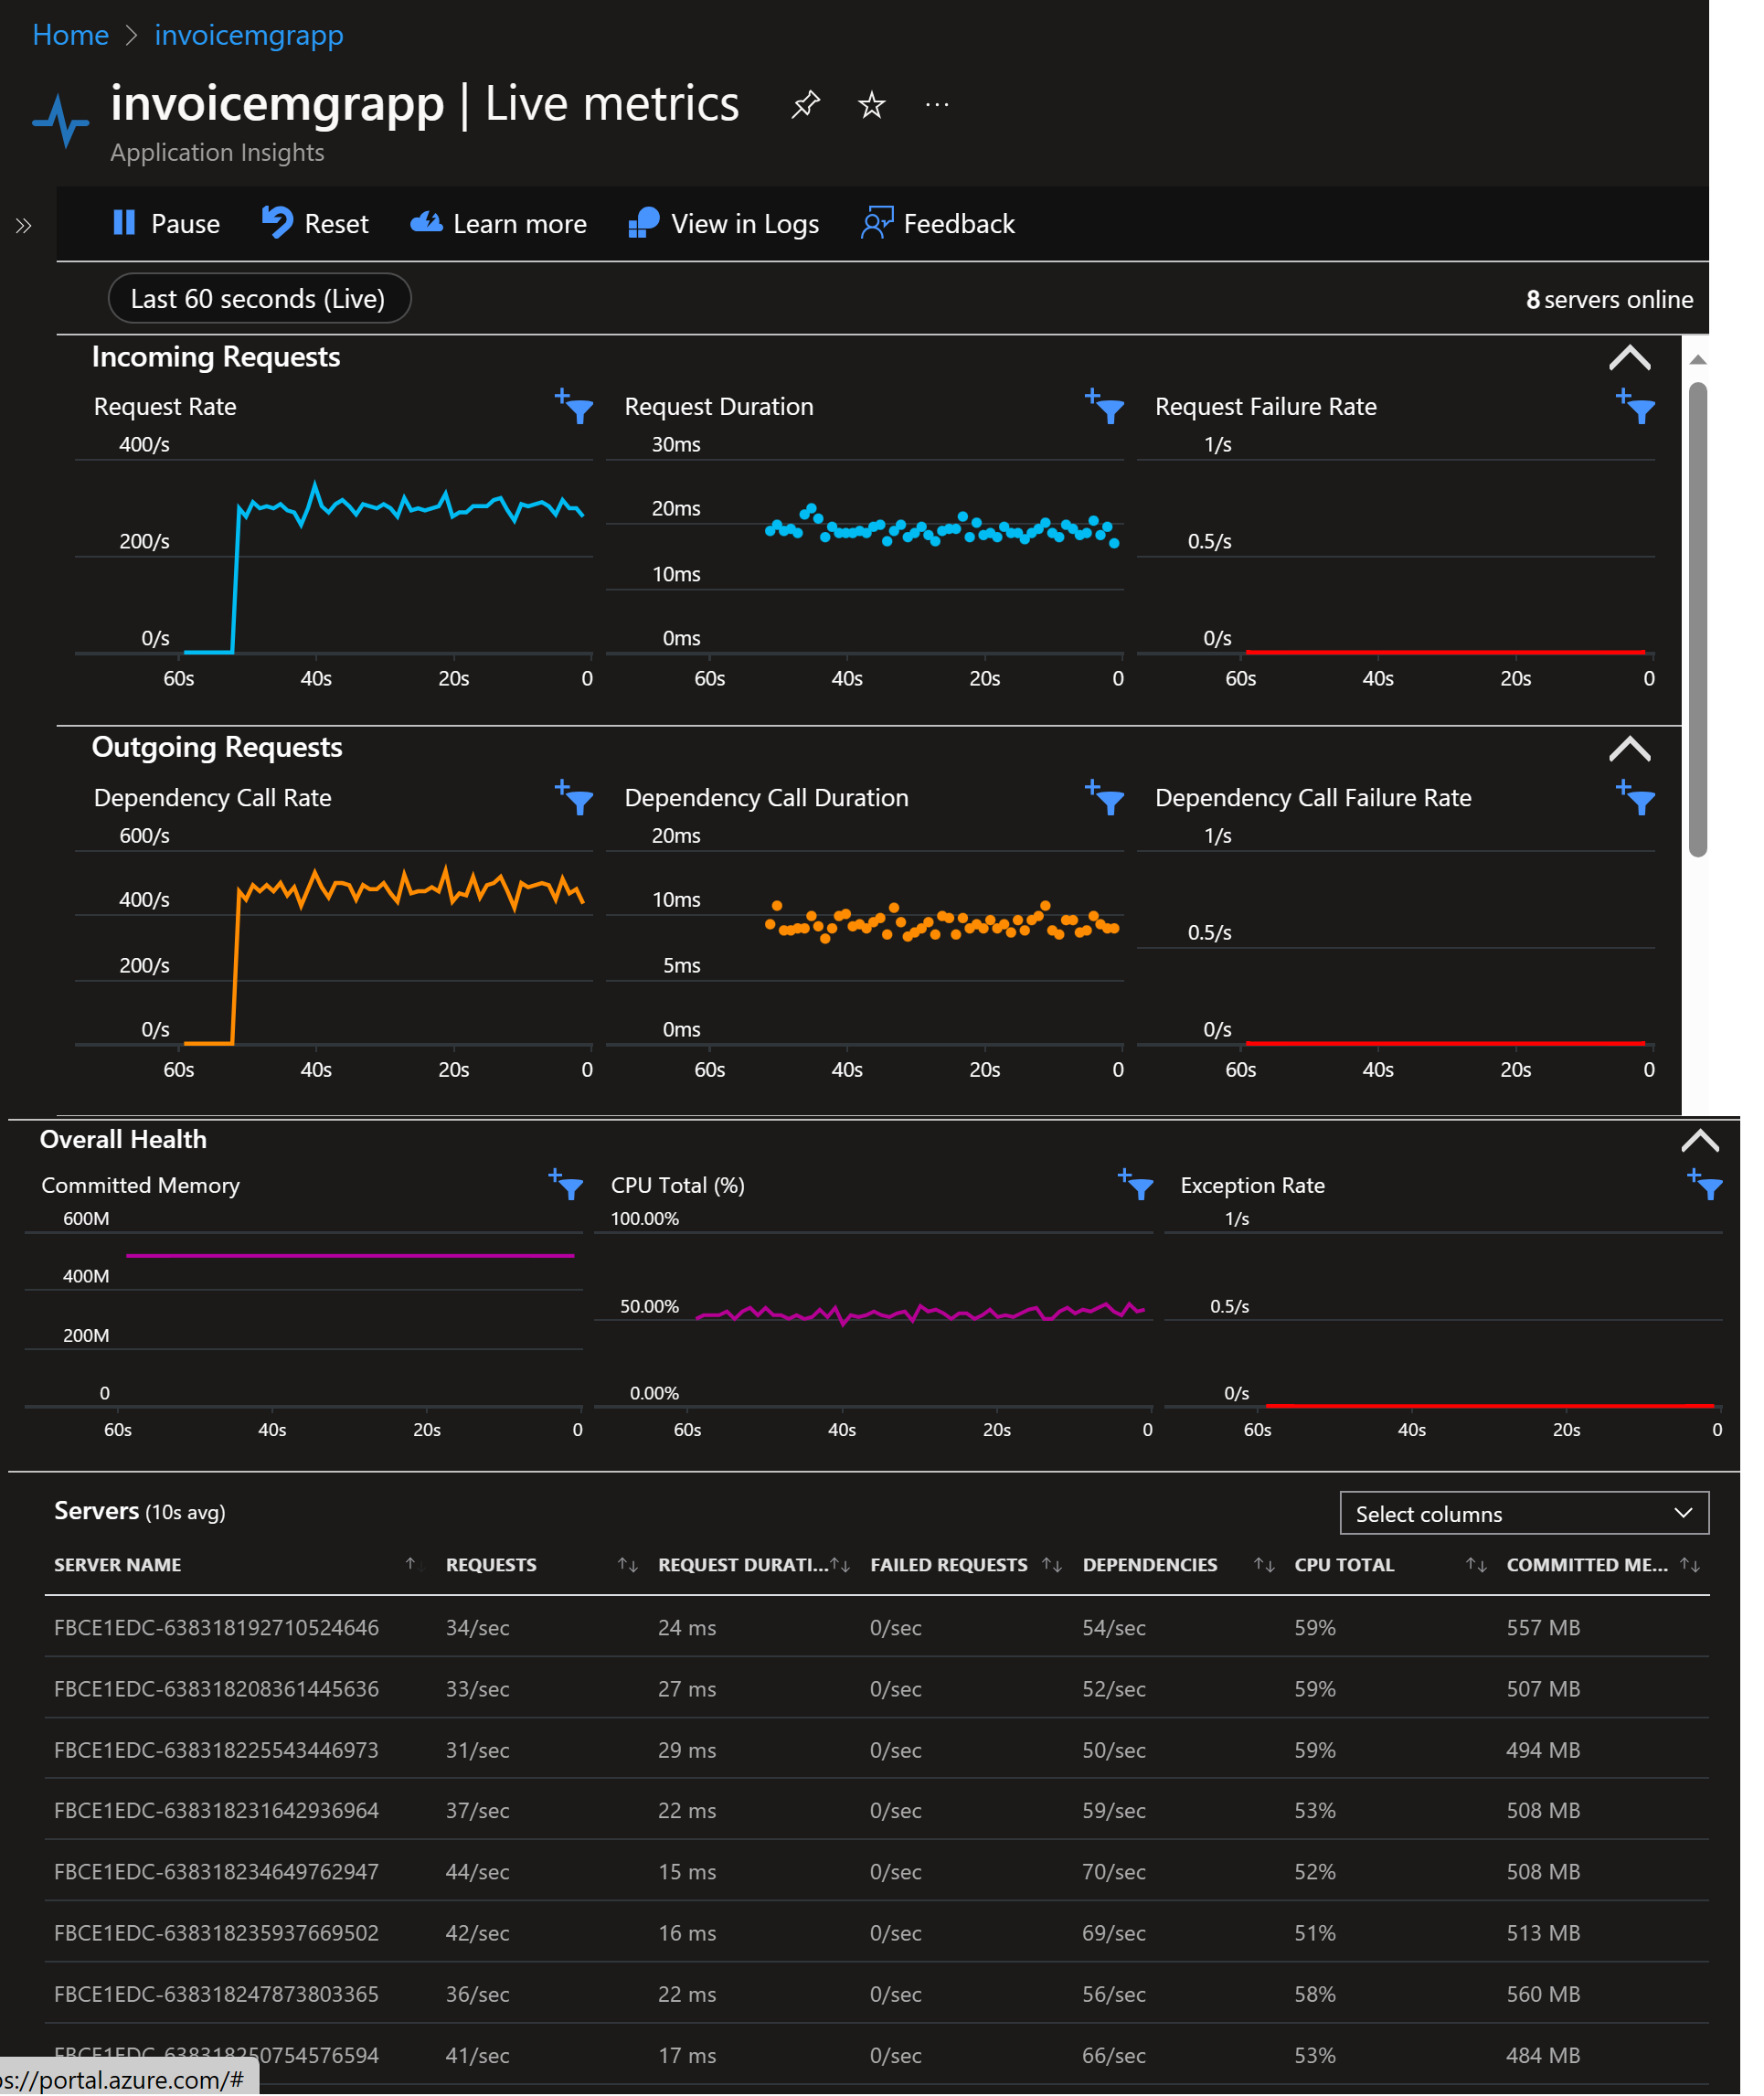 Home > invoicemgrapp
invoicemgrapp | Live metrics
Application Insights
Pause Reset Learn more View in Logs Feedback
Last 60 seconds (Live) 8 servers online
Incoming Requests
Request Rate Request Duration Request Failure Rate
400/s 30ms 1/s
20ms
200/s 0.5/s
10ms
0/s 0ms 0/s
60s 40s 20s 0 60s 40s 20s 0 60s 40s 20s 0
Outgoing Requests
Dependency Call Rate Dependency Call Duration Dependency Call Failure Rate
600/s 20ms 1/s
400/s 10ms
0.5/s
200/s 5ms
0/s 0ms 0/s
60s 40s 20s 0 60s 40s 20s 0 60s 40s 20s 0
Overall Health
Committed Memory CPU Total (%) Exception Rate
600M 100.00% 1/s
400M
50.00% 0.5/s
200M
0 0.00% 0/s
60s 40s 20s 0 60s 40s 20s 0 60s 40s 20s 0
Servers (10s avg) Select columns
SERVER NAME REQUESTS REQUEST DURATI... FAILED REQUESTS DEPENDENCIES CPU TOTAL COMMITTED ME...
FBCE1EDC-638318192710524646 34/sec 24 ms 0/sec 54/sec 59% 557 MB
FBCE1EDC-638318208361445636 33/sec 27 ms 0/sec 52/sec 59% 507 MB
FBCE1EDC-638318225543446973 31/sec 29 ms 0/sec 50/sec 59% 494 MB
FBCE1EDC-638318231642936964 37/sec 22 ms 0/sec 59/sec 53% 508 MB
FBCE1EDC-638318234649762947 44/sec 15 ms 0/sec 70/sec 52% 508 MB
FBCE1EDC-638318235937669502 42/sec 16 ms 0/sec 69/sec 51% 513 MB
FBCE1EDC-638318247873803365 36/sec 22 ms 0/sec 56/sec 58% 560 MB
FBCE1EDC-638318250754576594 41/sec 17 ms 0/sec 66/sec 53% 484 MB
ps://portal.azure.com/#